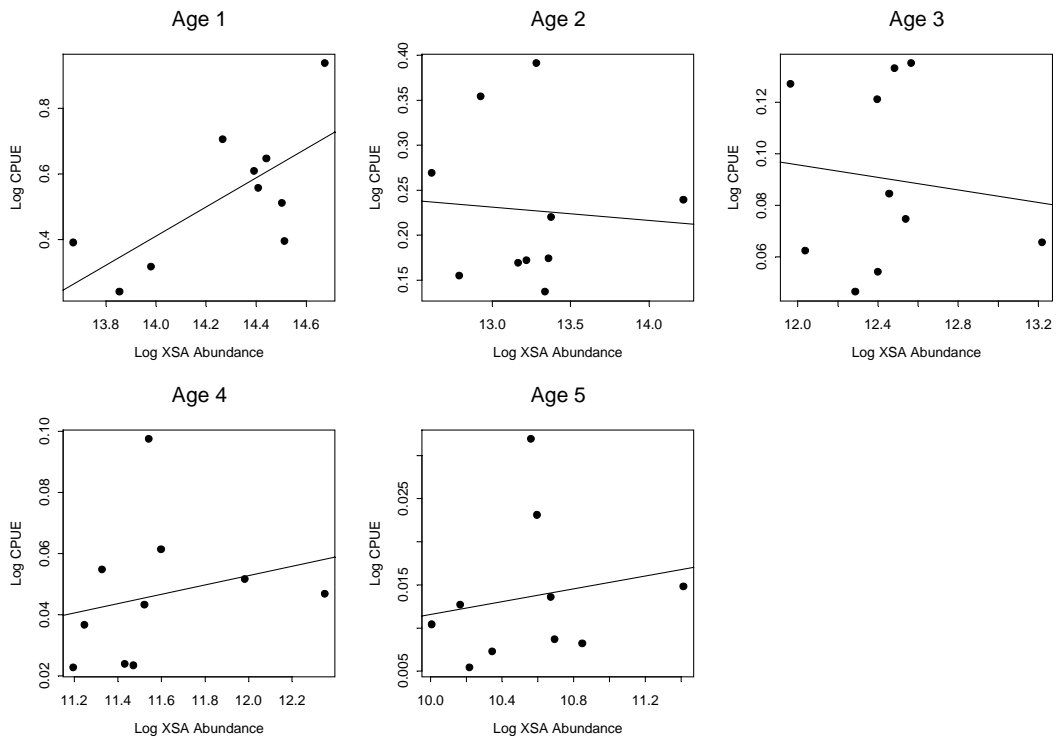 Age 1
Log CPUE
0.4 0.6 0.8
13.8 14.0 14.2 14.4 14.6
Log XSA Abundance
Age 2
Log CPUE
0.15 0.20 0.25 0.30 0.35 0.40
13.0 13.5 14.0
Log XSA Abundance
Age 3
Log CPUE
0.06 0.08 0.10 0.12
12.0 12.4 12.8 13.2
Log XSA Abundance
Age 4
Log CPUE
0.02 0.04 0.06 0.08 0.10
11.2 11.4 11.6 11.8 12.0 12.2
Log XSA Abundance
Age 5
Log CPUE
0.005 0.015 0.025
10.0 10.4 10.8 11.2
Log XSA Abundance